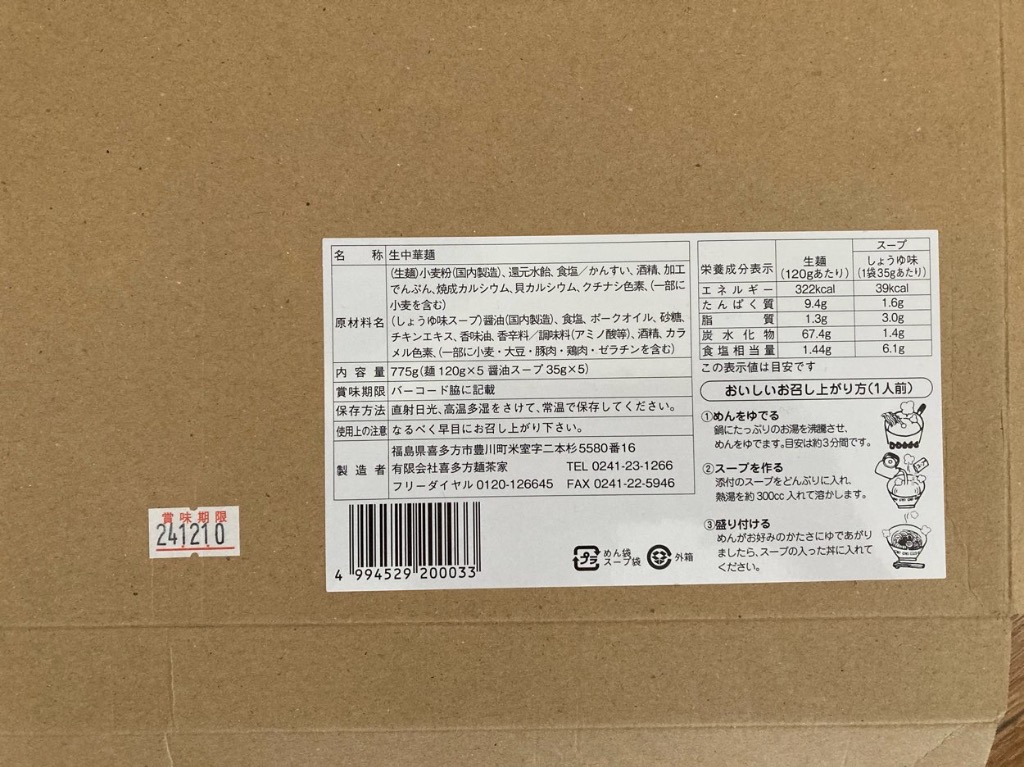 名 称 生中華麺
原材料名
(生麺)小麦粉(国内製造)、還元水飴、食塩／かんすい、酒精、加工
でんぷん、焼成カルシウム、貝カルシウム、クチナシ色素、(一部に
小麦を含む)
(しょうゆ味スープ)醤油(国内製造)、食塩、ポークオイル、砂糖、
チキンエキス、香味油、香辛料／調味料(アミノ酸等)、酒精、カラ
メル色素、(一部に小麦・大豆・豚肉・鶏肉・ゼラチンを含む)
内 容 量 775g(麺 120g×5 醤油スープ 35g×5)
賞味期限 バーコード脇に記載
保存方法 直射日光、高温多湿をさけて、常温で保存してください。
使用上の注意 なるべく早目にお召し上がり下さい。
製 造 者
福島県喜多方市豊川町米室字二本杉5580番16
有限会社喜多方麺茶家 TEL 0241-23-1266
フリーダイヤル 0120-126645 FAX 0241-22-5946
4 994529 200033
プラ めん袋
スープ袋
外箱
栄養成分表示 生麺 スープ
(120gあたり) しょうゆ味
(1袋35gあたり)
エネルギー 322kcal 39kcal
たんぱく質 9.4g 1.6g
脂 質 1.3g 3.0g
炭水化物 67.4g 1.4g
食塩相当量 1.44g 6.1g
この表示値は目安です
おいしいお召し上がり方(1人前)
①めんをゆでる
鍋にたっぷりのお湯を沸騰させ、
めんをゆでます。目安は約3分間です。
②スープを作る
添付のスープをどんぶりに入れ、
熱湯を約300cc入れて溶かします。
③盛り付ける
めんがお好みのかたさにゆであがり
ましたら、スープの入った丼に入れて
ください。
賞味期限
241210